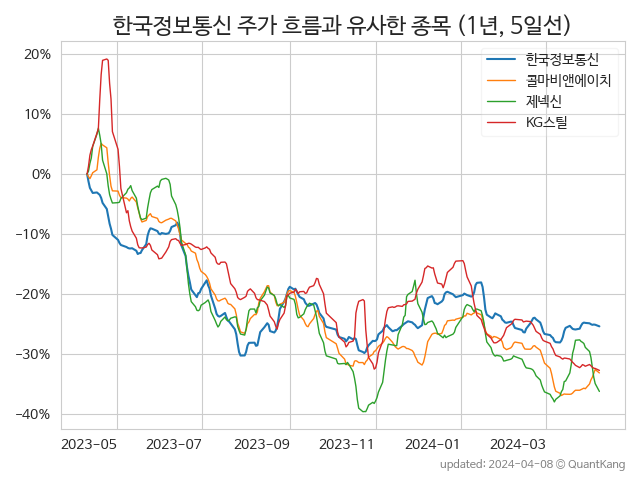 한국정보통신 주가 흐름과 유사한 종목 (1년, 5일선)
한국정보통신
콜마비앤에이치
제넥신
KG스틸
20%
10%
0%
−10%
−20%
−30%
−40%
2023-05 2023-07 2023-09 2023-11 2024-01 2024-03
updated: 2024-04-08 © QuantKang